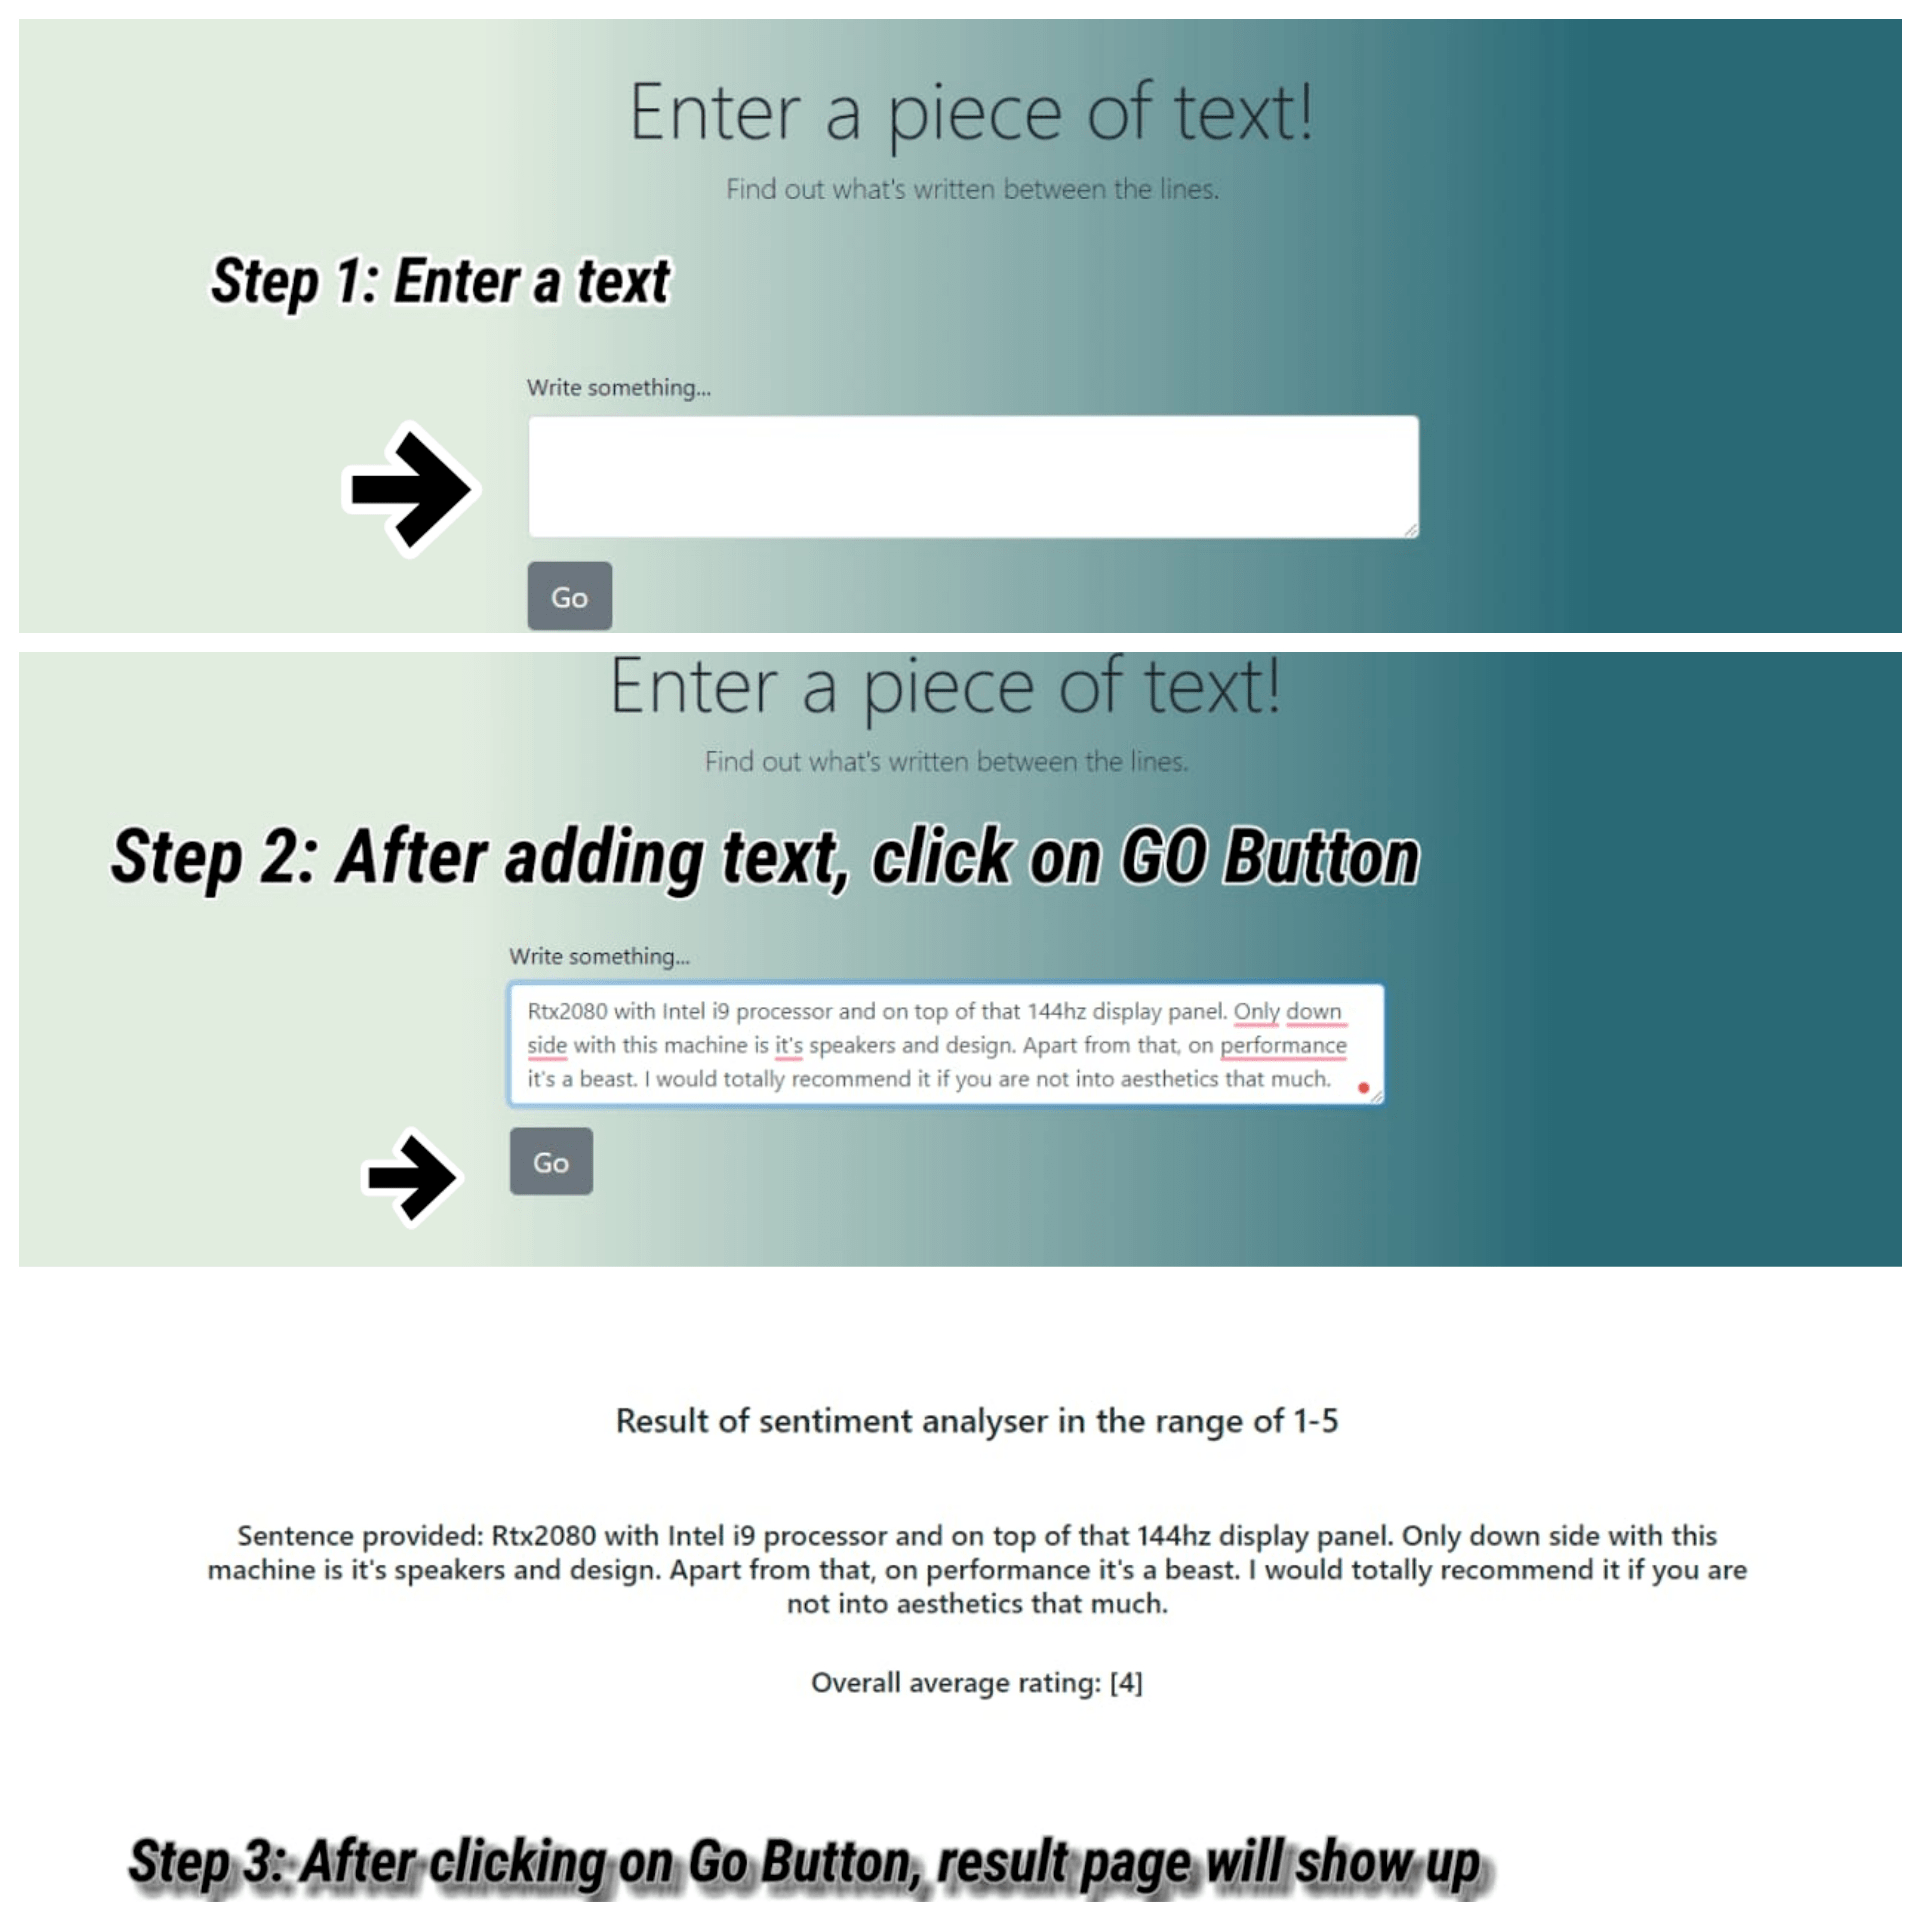 Enter a piece of text!
Find out what's written between the lines.
Step 1: Enter a text
Write something...
Go
Enter a piece of text!
Find out what's written between the lines.
Step 2: After adding text, click on GO Button
Write something...
Rtx2080 with Intel i9 processor and on top of that 144hz display panel. Only down
side with this machine is it's speakers and design. Apart from that, on performance
it's a beast. I would totally recommend it if you are not into aesthetics that much.
Go
Result of sentiment analyser in the range of 1-5
Sentence provided: Rtx2080 with Intel i9 processor and on top of that 144hz display panel. Only down side with this
machine is it's speakers and design. Apart from that, on performance it's a beast. I would totally recommend it if you are
not into aesthetics that much.
Overall average rating: [4]
Step 3: After clicking on Go Button, result page will show up